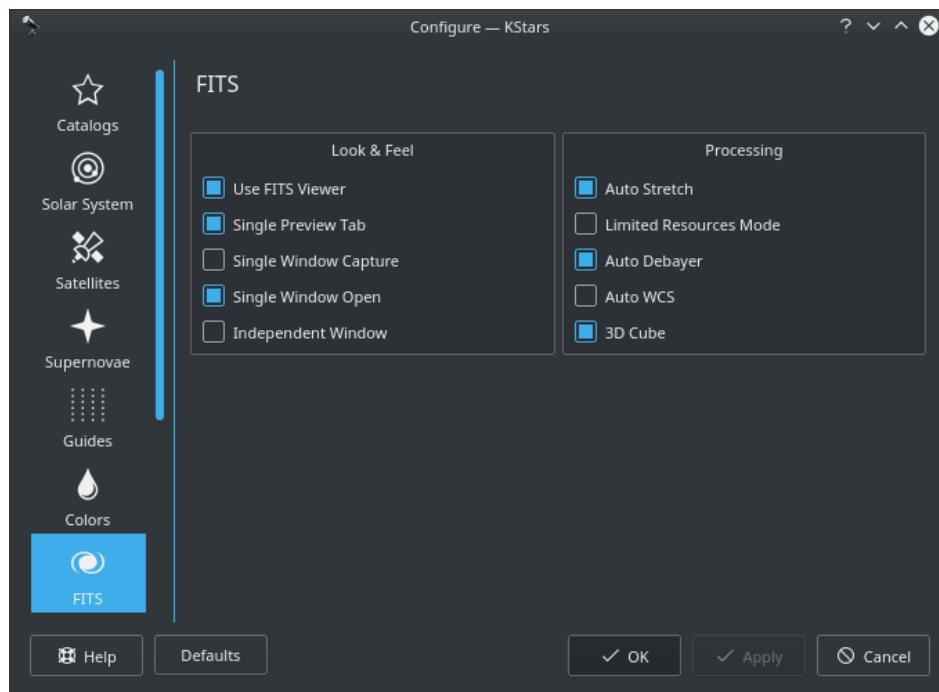 Configure — KStars
Catalogs
Solar System
Satellites
Supernovae
Guides
Colors
FITS
FITS
Look & Feel
Use FITS Viewer
Single Preview Tab
Single Window Capture
Single Window Open
Independent Window
Processing
Auto Stretch
Limited Resources Mode
Auto Debayer
Auto WCS
3D Cube
Help
Defaults
OK
Apply
Cancel